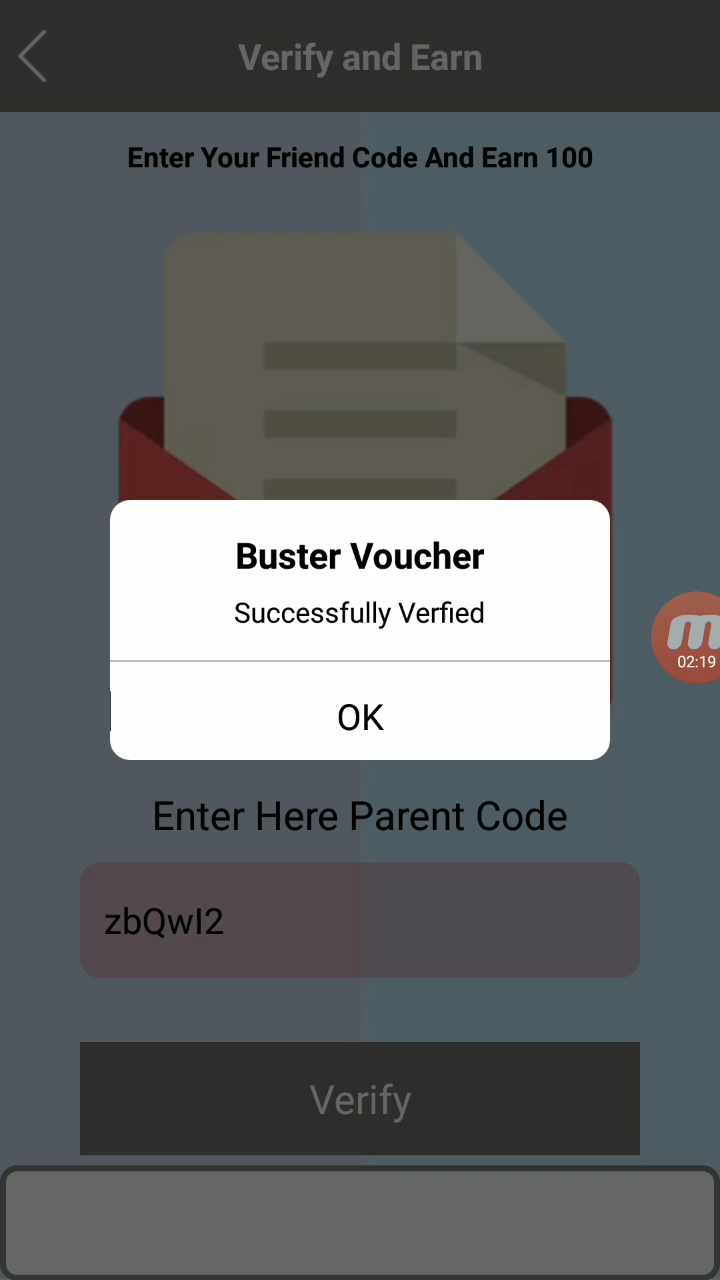 Verify and Earn
Enter Your Friend Code And Earn 100
Buster Voucher
Successfully Verfied
02:19
OK
Enter Here Parent Code
zbQwI2
Verify